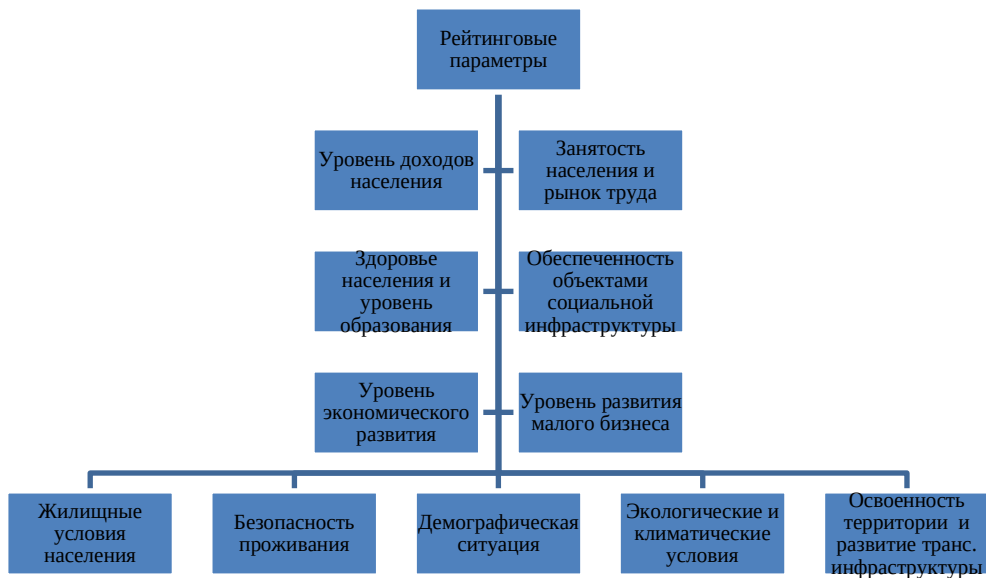 Рейтинговые
параметры
Уровень доходов
населения
Занятость
населения и
рынок труда
Здоровье
населения и
уровень
образования
Обеспеченность
объектами
социальной
инфраструктуры
Уровень
экономического
развития
Уровень развития
малого бизнеса
Жилищные
условия
населения
Безопасность
проживания
Демографическая
ситуация
Экологические и
климатические
условия
Освоенность
территории и
развитие транс.
инфраструктуры